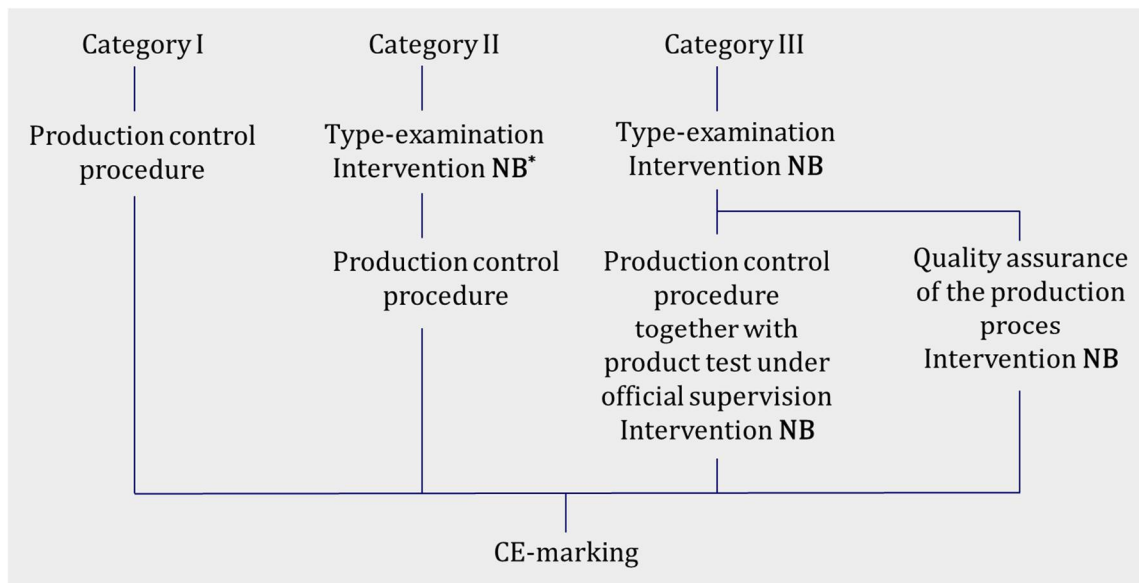 Category I
Production control
procedure
Category II
Type-examination
Intervention NB*
Production control
procedure
Category III
Type-examination
Intervention NB
Production control
procedure
together with
product test under
official supervision
Intervention NB
Quality assurance
of the production
proces
Intervention NB
CE-marking